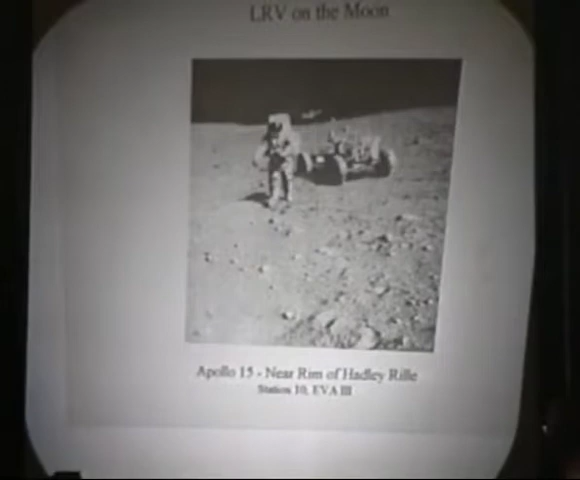 LRV on the Moon
Apollo 15 - Near Rim of Hadley Rille
Station 10, EVA III